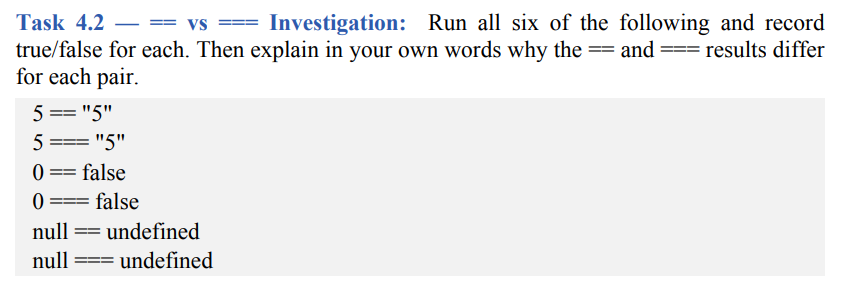 Task 4.2 — == vs === Investigation: Run all six of the following and record
true/false for each. Then explain in your own words why the == and === results differ
for each pair.
5 == "5"
5 === "5"
0 == false
0 === false
null == undefined
null === undefined